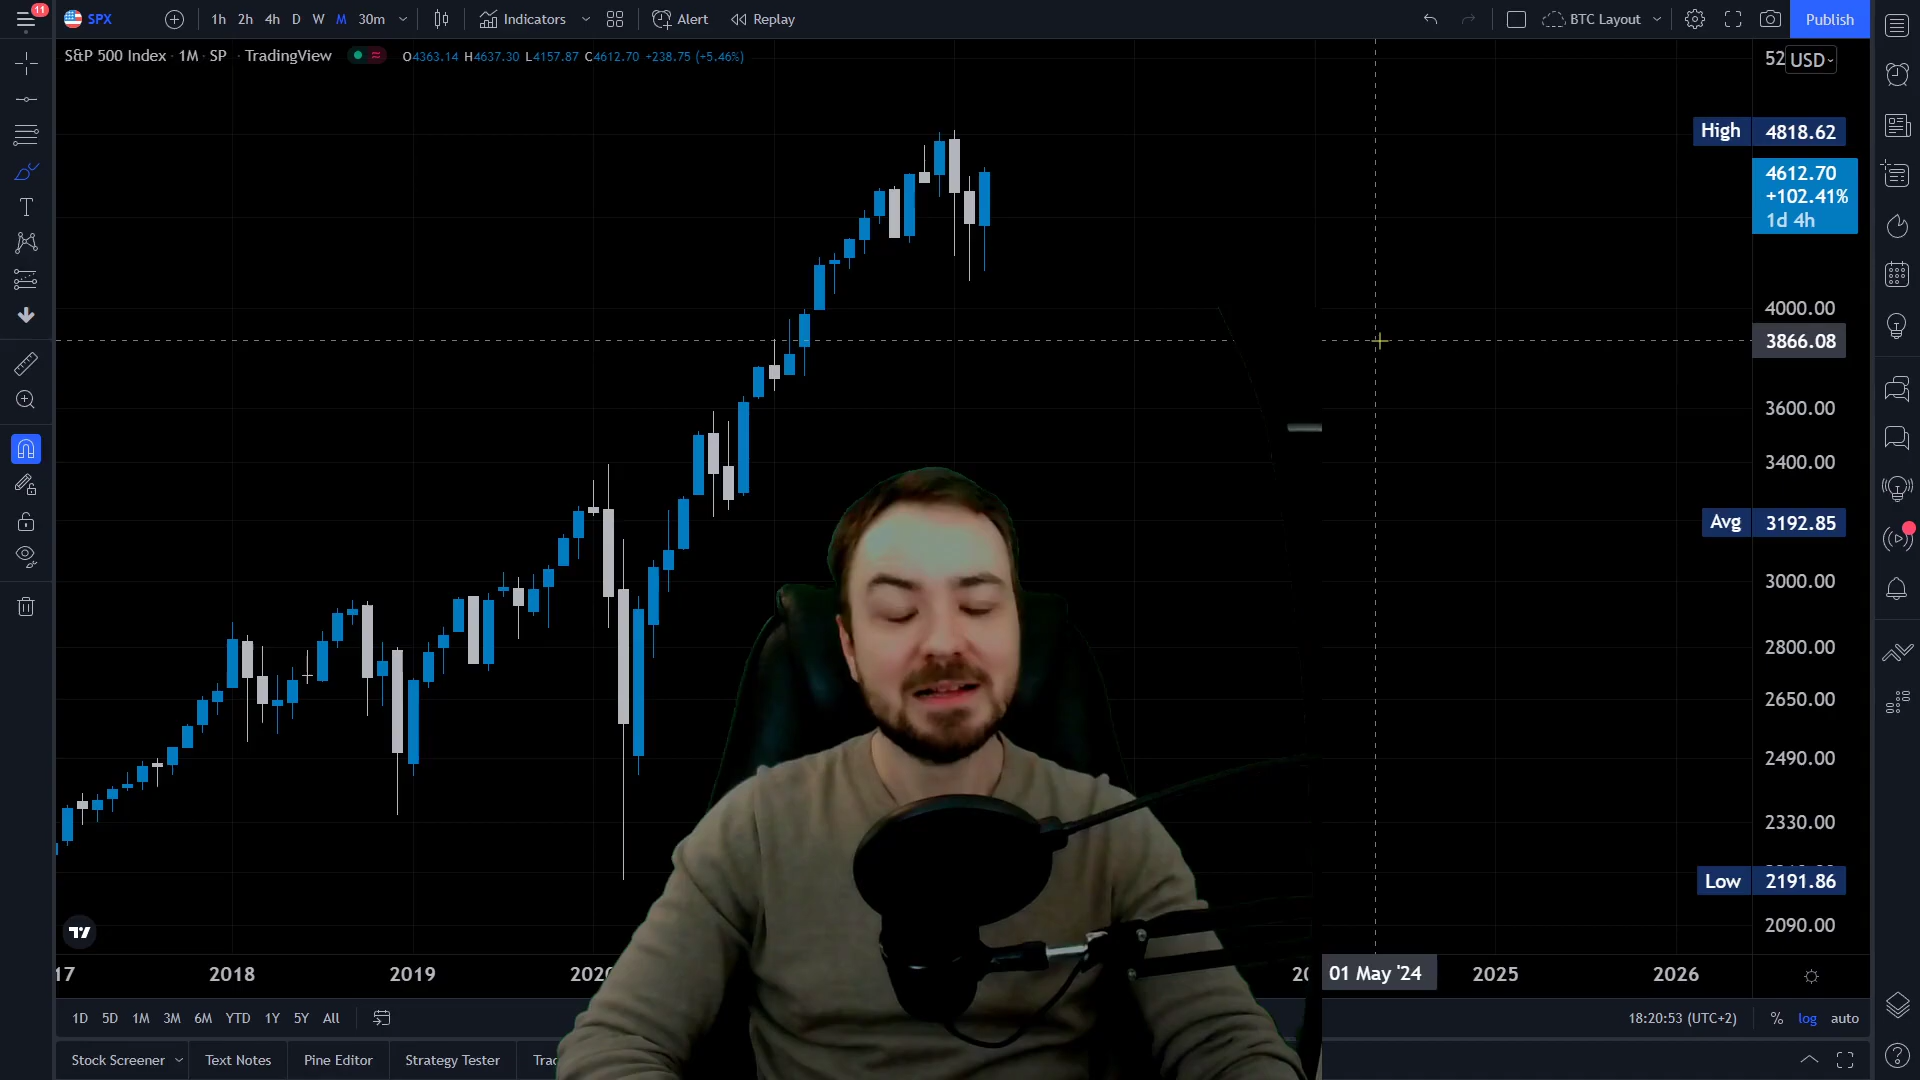 11
SPX
1h 2h 4h D W M 30m
Indicators
Alert
Replay
BTC Layout
Publish
S&P 500 Index · 1M · SP · TradingView
O4363.14 H4637.30 L4157.87 C4612.70 +238.75 (+5.46%)
USD
52
High 4818.62
4612.70
+102.41%
1d 4h
4000.00
3866.08
3600.00
3400.00
Avg 3192.85
3000.00
2800.00
2650.00
2490.00
2330.00
Low 2191.86
2090.00
17 2018 2019 2020 20 01 May '24 2025 2026
1D 5D 1M 3M 6M YTD 1Y 5Y All
18:20:53 (UTC+2) % log auto
Stock Screener Text Notes Pine Editor Strategy Tester Trac